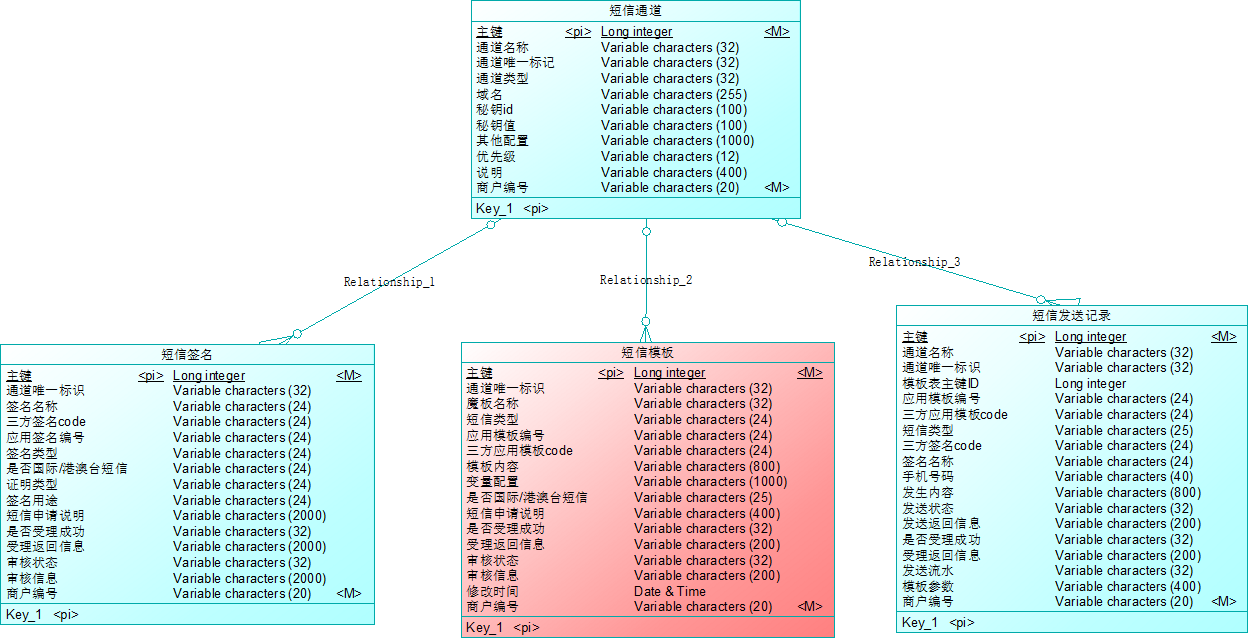 短信通道
主键 <pi> Long integer <M>
通道名称 Variable characters (32)
通道唯一标记 Variable characters (32)
通道类型 Variable characters (32)
域名 Variable characters (255)
秘钥id Variable characters (100)
秘钥值 Variable characters (100)
其他配置 Variable characters (1000)
优先级 Variable characters (12)
说明 Variable characters (400)
商户编号 Variable characters (20) <M>
Key_1 <pi>
Relationship_1
Relationship_2
Relationship_3
短信签名
主键 <pi> Long integer <M>
通道唯一标识 Variable characters (32)
签名名称 Variable characters (24)
三方签名code Variable characters (24)
应用签名编号 Variable characters (24)
签名类型 Variable characters (24)
是否国际/港澳台短信 Variable characters (24)
证明类型 Variable characters (24)
签名用途 Variable characters (24)
短信申请说明 Variable characters (2000)
是否受理成功 Variable characters (32)
受理返回信息 Variable characters (2000)
审核状态 Variable characters (32)
审核信息 Variable characters (2000)
商户编号 Variable characters (20) <M>
Key_1 <pi>
短信模板
主键 <pi> Long integer <M>
通道唯一标识 Variable characters (32)
魔板名称 Variable characters (32)
短信类型 Variable characters (24)
应用模板编号 Variable characters (24)
三方应用模板code Variable characters (24)
模板内容 Variable characters (800)
变量配置 Variable characters (1000)
是否国际/港澳台短信 Variable characters (25)
短信申请说明 Variable characters (400)
是否受理成功 Variable characters (32)
受理返回信息 Variable characters (200)
审核状态 Variable characters (32)
审核信息 Variable characters (200)
修改时间 Date & Time
商户编号 Variable characters (20) <M>
Key_1 <pi>
短信发送记录
主键 <pi> Long integer <M>
通道名称 Variable characters (32)
通道唯一标识 Variable characters (32)
模板表主键ID Long integer
应用模板编号 Variable characters (24)
三方应用模板code Variable characters (24)
短信类型 Variable characters (25)
三方签名code Variable characters (24)
签名名称 Variable characters (24)
手机号码 Variable characters (40)
发生内容 Variable characters (800)
发送状态 Variable characters (32)
发送返回信息 Variable characters (200)
是否受理成功 Variable characters (32)
受理返回信息 Variable characters (200)
发送流水 Variable characters (32)
模板参数 Variable characters (400)
商户编号 Variable characters (20) <M>
Key_1 <pi>